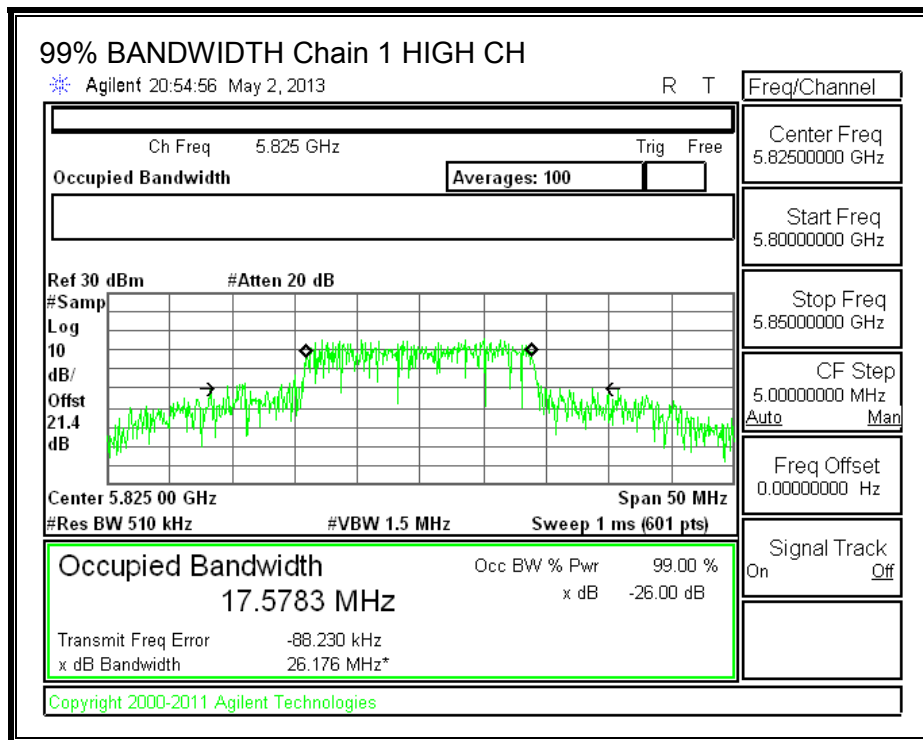 99% BANDWIDTH Chain 1 HIGH CH
Agilent 20:54:56 May 2, 2013 R T
Freq/Channel
Ch Freq 5.825 GHz Trig Free
Occupied Bandwidth Averages: 100
Center Freq
5.82500000 GHz
Start Freq
5.80000000 GHz
Stop Freq
5.85000000 GHz
CF Step
5.00000000 MHz
Auto Man
Freq Offset
0.00000000 Hz
Signal Track
On Off
Ref 30 dBm #Atten 20 dB
#Samp
Log
10
dB/
Offst
21.4
dB
Center 5.825 00 GHz Span 50 MHz
#Res BW 510 kHz #VBW 1.5 MHz Sweep 1 ms (601 pts)
Occupied Bandwidth Occ BW % Pwr 99.00 %
17.5783 MHz x dB -26.00 dB
Transmit Freq Error -88.230 kHz
x dB Bandwidth 26.176 MHz*
Copyright 2000-2011 Agilent Technologies